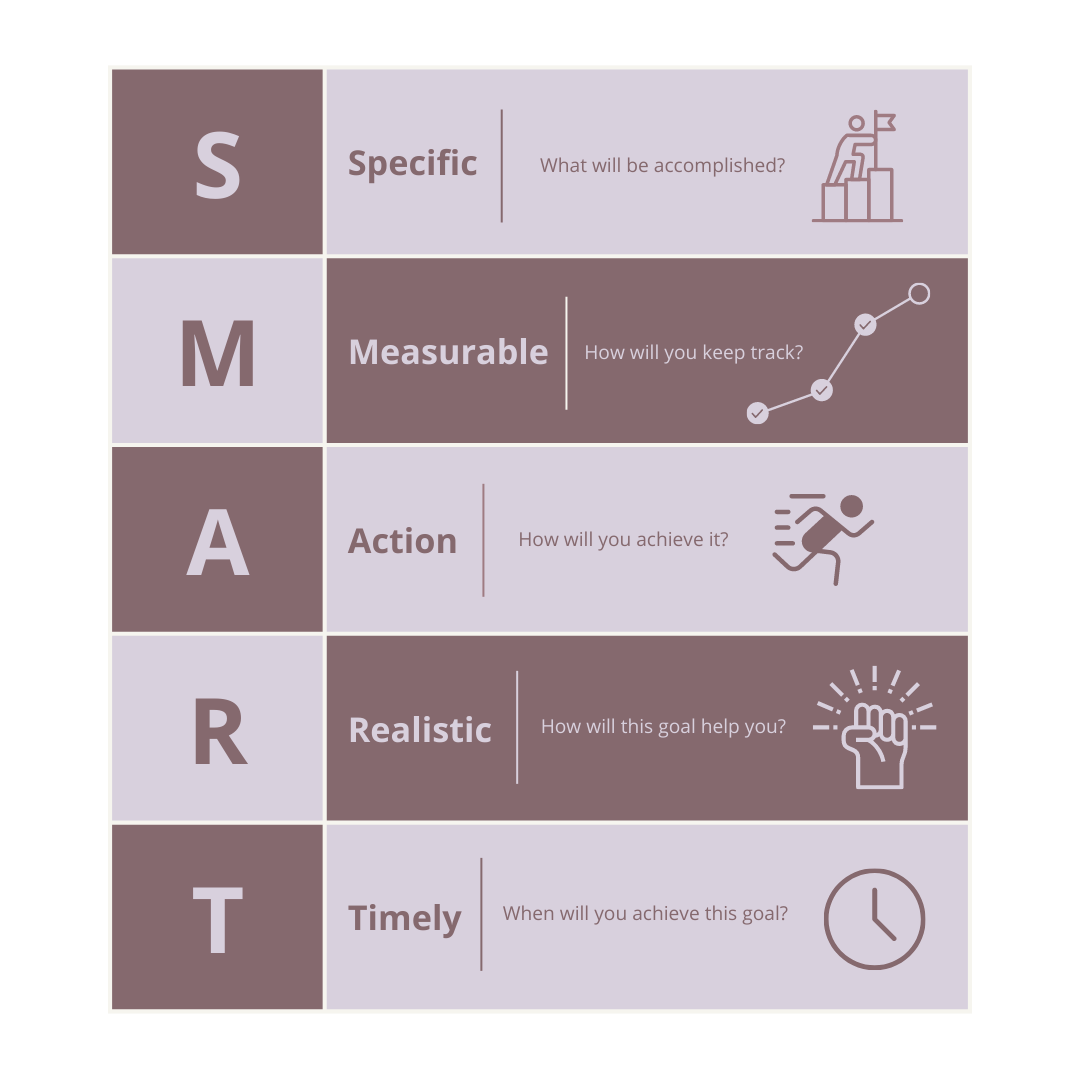 S
Specific
What will be accomplished?
M
Measurable
How will you keep track?
A
Action
How will you achieve it?
R
Realistic
How will this goal help you?
T
Timely
When will you achieve this goal?